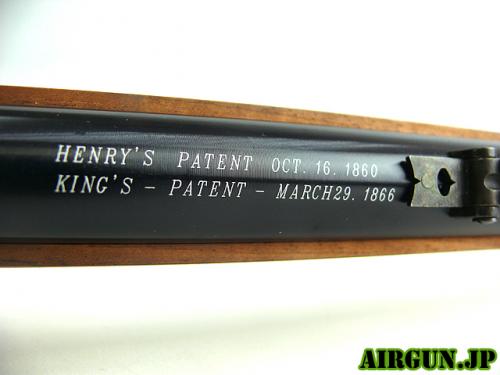 HENRY'S PATENT OCT. 16. 1860
KING'S – PATENT – MARCH29. 1866
AIRGUN.JP